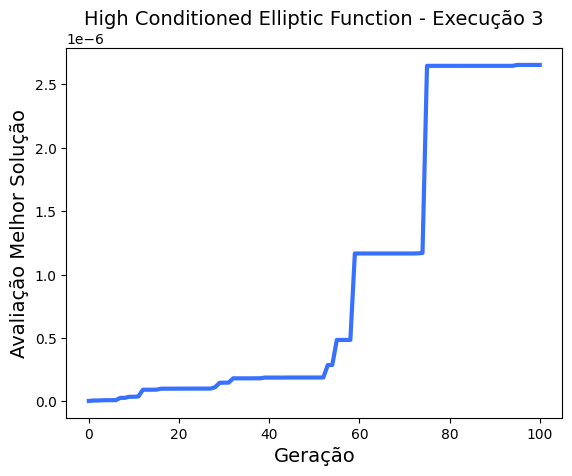 High Conditioned Elliptic Function - Execução 3
1e−6
Avaliação Melhor Solução
2.5
2.0
1.5
1.0
0.5
0.0
0 20 40 60 80 100
Geração